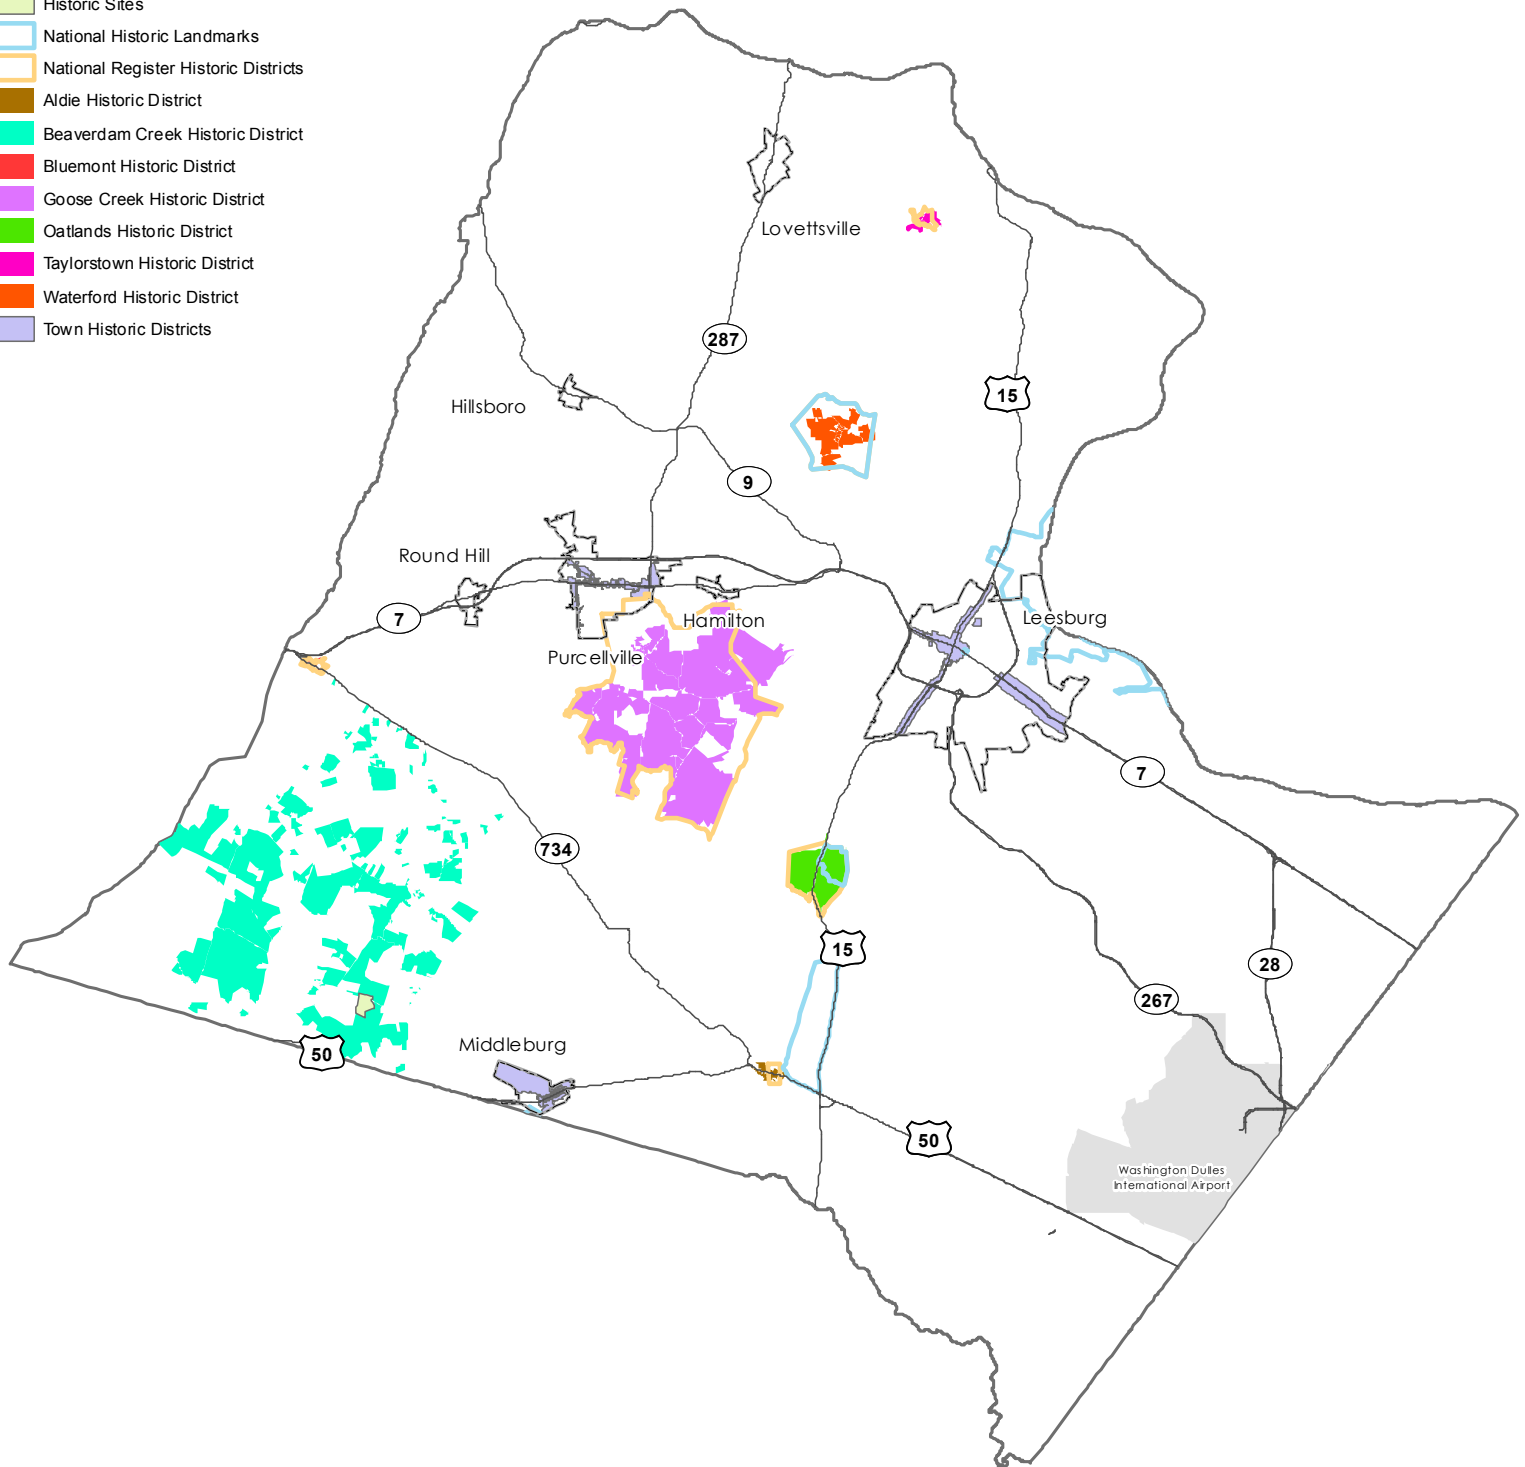 Historic Sites
National Historic Landmarks
National Register Historic Districts
Aldie Historic District
Beaverdam Creek Historic District
Bluemont Historic District
Goose Creek Historic District
Oatlands Historic District
Taylorstown Historic District
Waterford Historic District
Town Historic Districts
Lovettsville
287
15
Hillsboro
9
Round Hill
7
Hamilton
Leesburg
Purcellville
7
734
15
28
267
Middleburg
50
50
Washington Dulles
International Airport